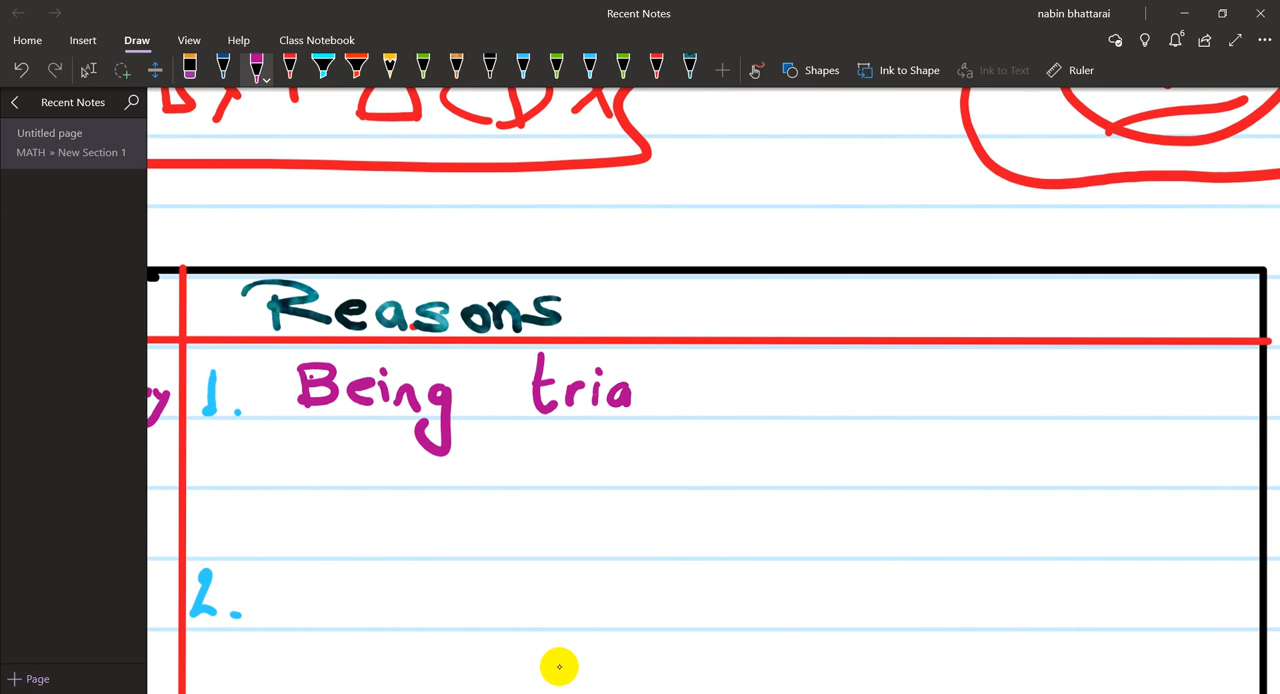 Recent Notes
nabin bhattarai
6
Home Insert Draw View Help Class Notebook
Shapes Ink to Shape Ink to Text Ruler
Recent Notes
Untitled page
MATH » New Section 1
Reasons
y 1. Being tria
2.
Page